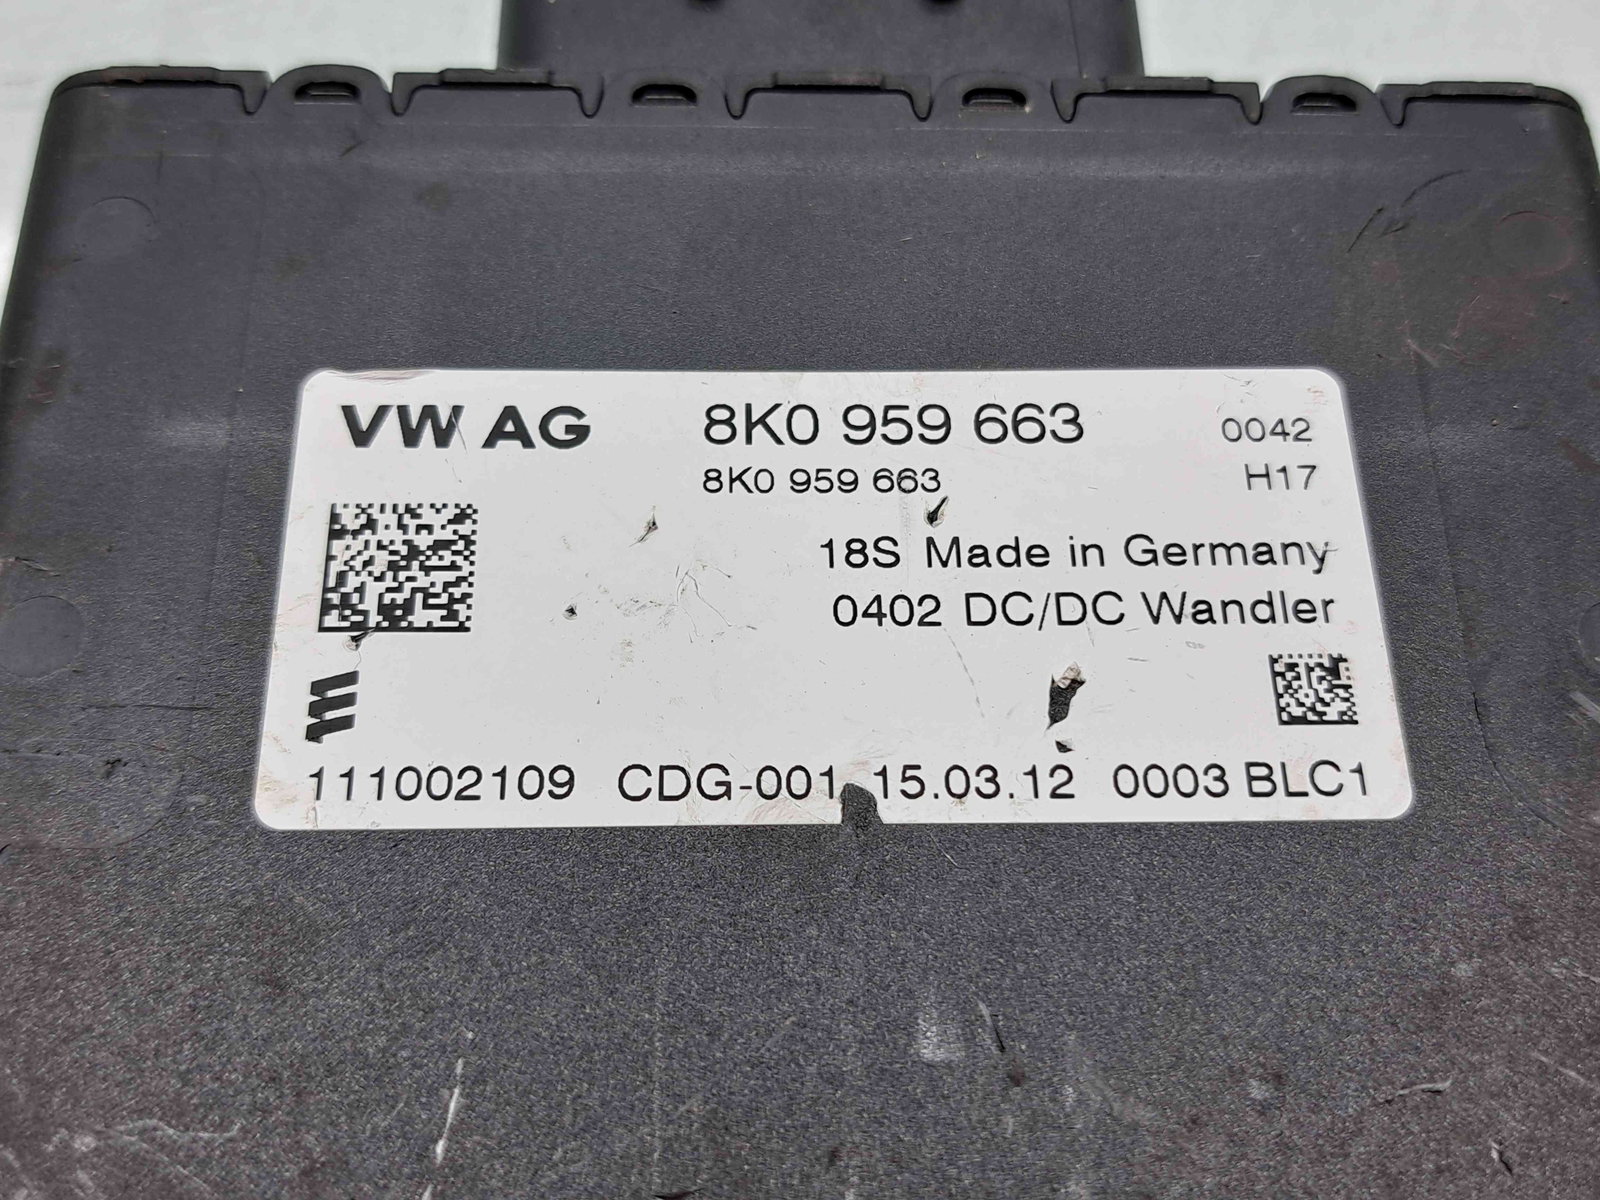 VW AG 8K0 959 663 0042
8K0 959 663 H17
18S Made in Germany
0402 DC/DC Wandler
111002109 CDG-001 15.03.12 0003 BLC1